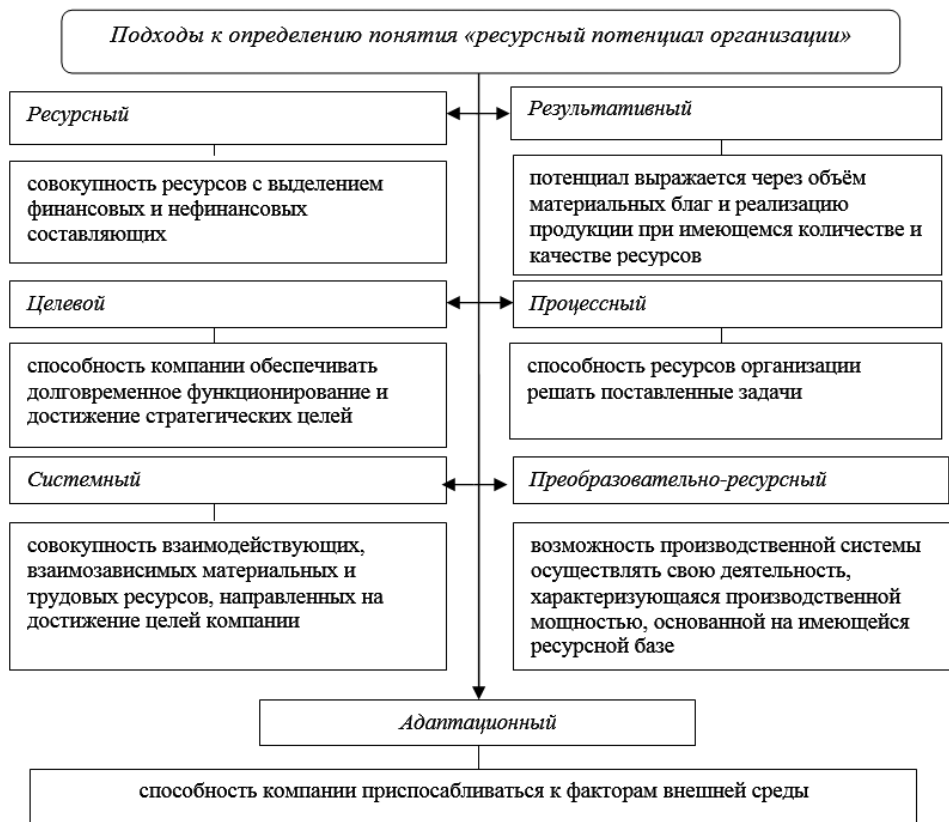 Подходы к определению понятия «ресурсный потенциал организации»
Ресурсный
совокупность ресурсов с выделением
финансовых и нефинансовых
составляющих
Результативный
потенциал выражается через объём
материальных благ и реализацию
продукции при имеющемся количестве и
качестве ресурсов
Целевой
способность компании обеспечивать
долговременное функционирование и
достижение стратегических целей
Процессный
способность ресурсов организации
решать поставленные задачи
Системный
совокупность взаимодействующих,
взаимозависимых материальных и
трудовых ресурсов, направленных на
достижение целей компании
Преобразовательно-ресурсный
возможность производственной системы
осуществлять свою деятельность,
характеризующаяся производственной
мощностью, основанной на имеющейся
ресурсной базе
Адаптационный
способность компании приспосабливаться к факторам внешней среды